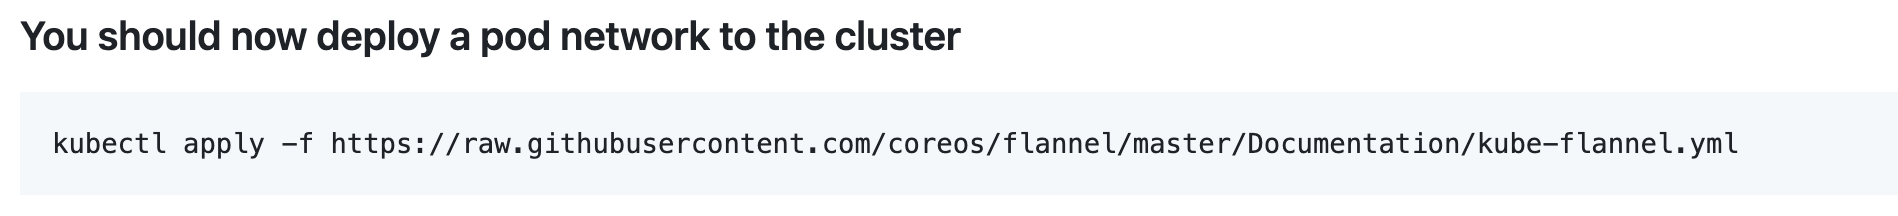 You should now deploy a pod network to the cluster
kubectl apply -f https://raw.githubusercontent.com/coreos/flannel/master/Documentation/kube-flannel.yml